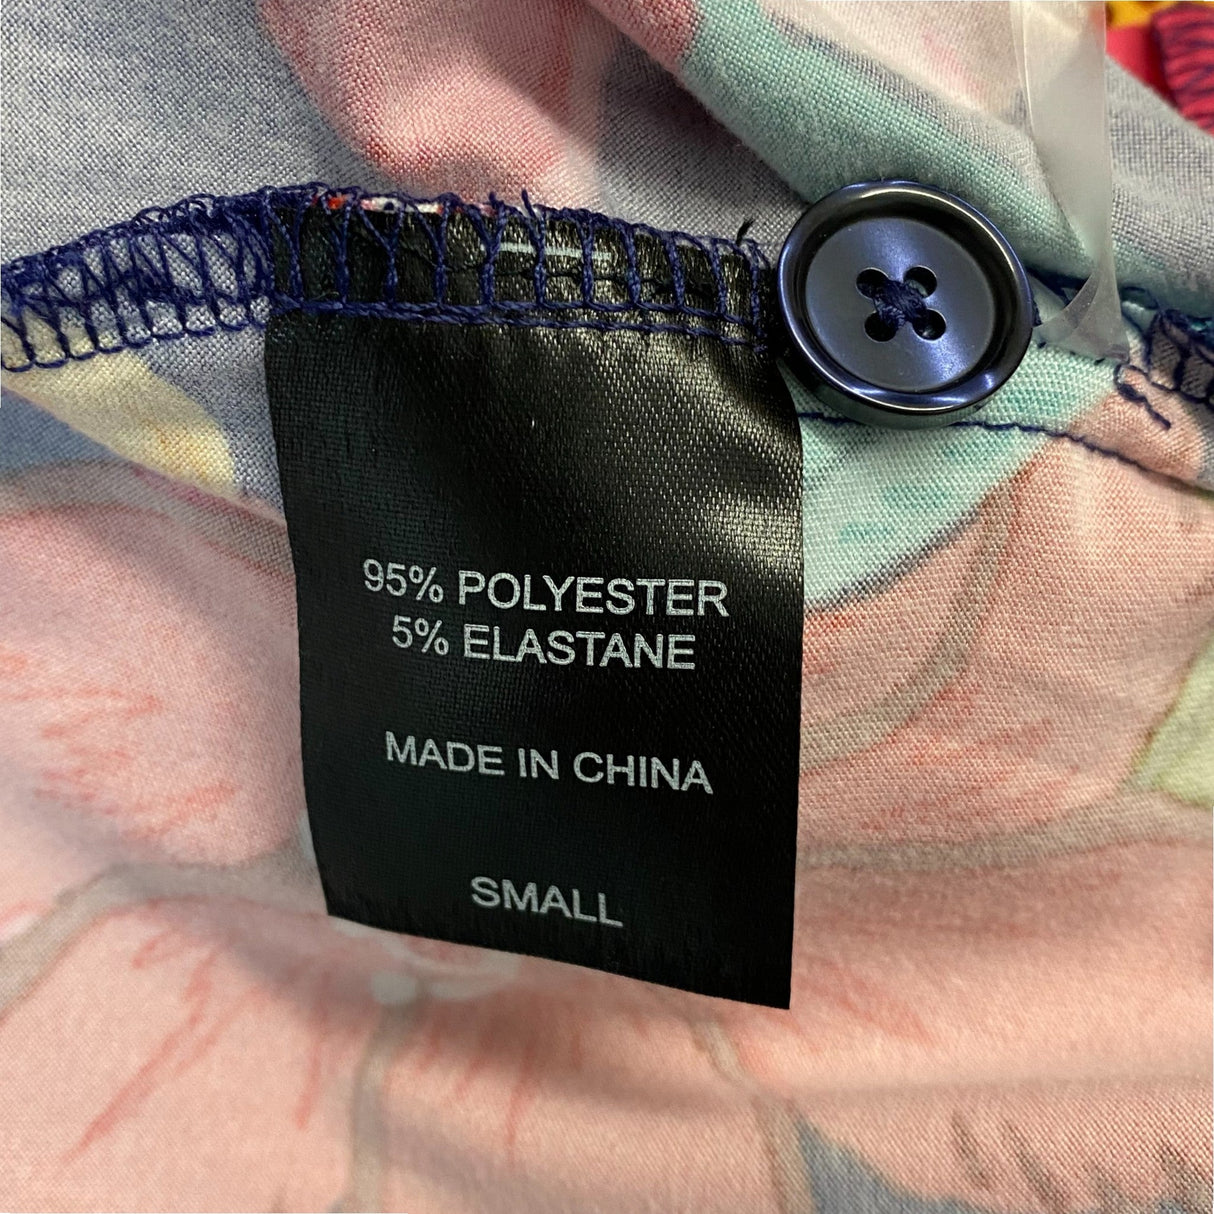 95% POLYESTER
5% ELASTANE
MADE IN CHINA
SMALL